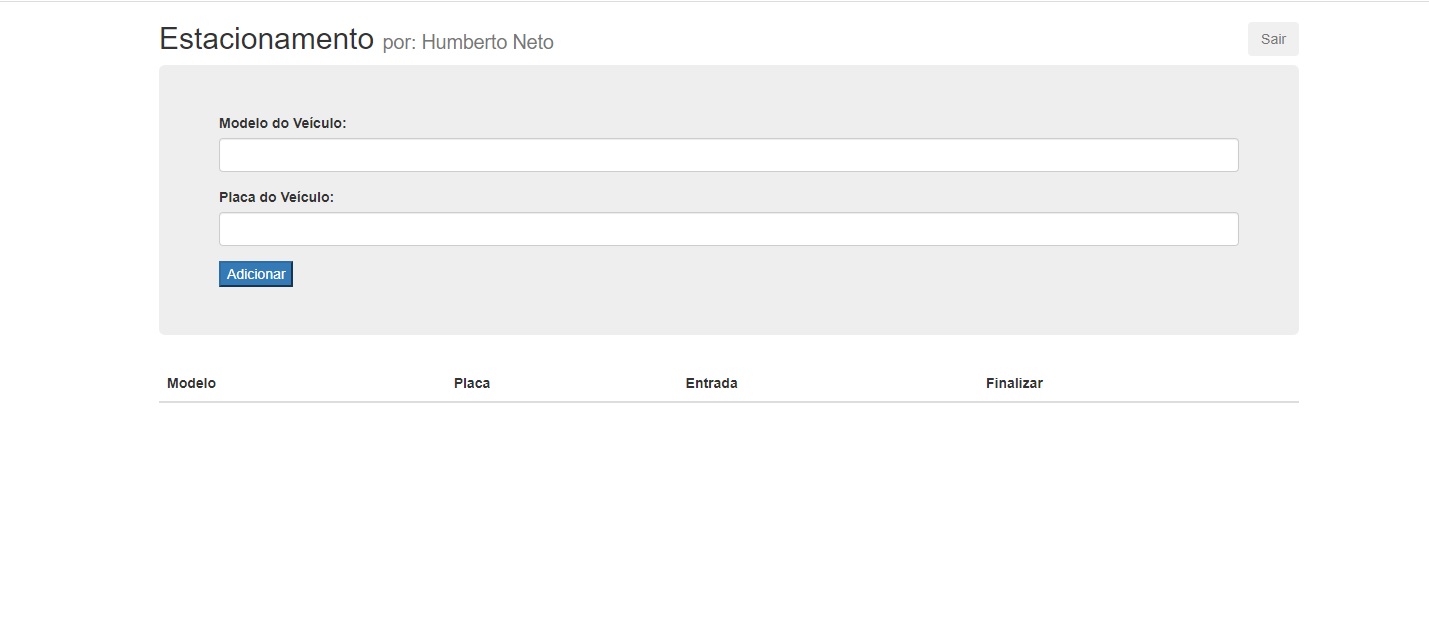 Estacionamento por: Humberto Neto
Sair
Modelo do Veículo:
Placa do Veículo:
Adicionar
Modelo Placa Entrada Finalizar